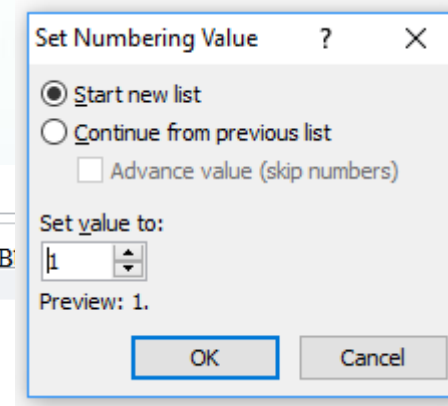 Set Numbering Value ?
Start new list
Continue from previous list
Advance value (skip numbers)
Set value to:
B
1
Preview: 1.
OK Cancel